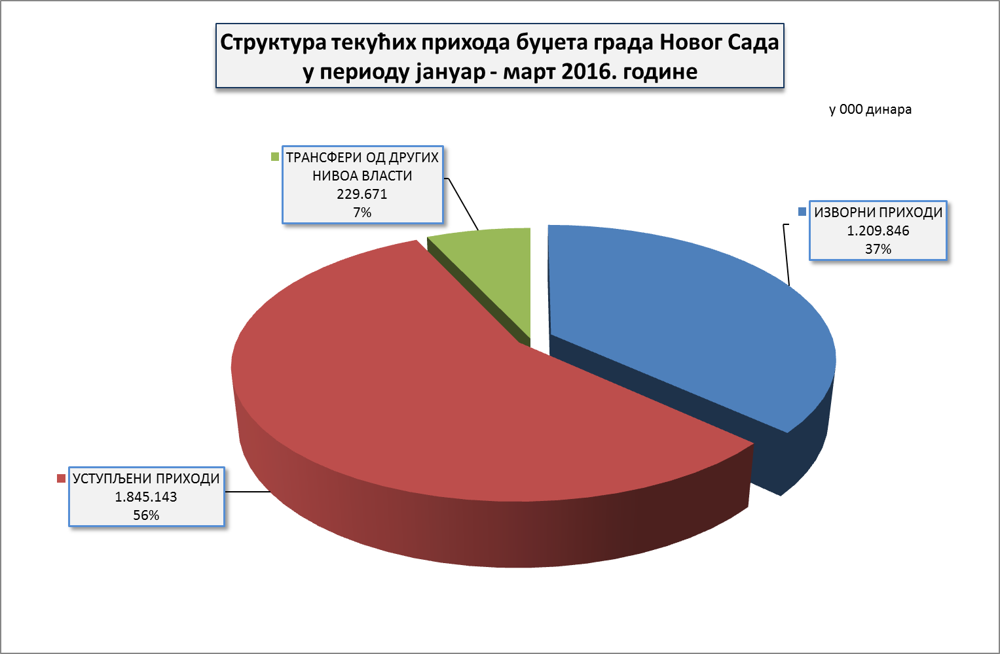 Структура текућих прихода буџета града Новог Сада
у периоду јануар - март 2016. године
у 000 динара
ТРАНСФЕРИ ОД ДРУГИХ
НИВОА ВЛАСТИ
229.671
7%
ИЗВОРНИ ПРИХОДИ
1.209.846
37%
УСТУПЉЕНИ ПРИХОДИ
1.845.143
56%